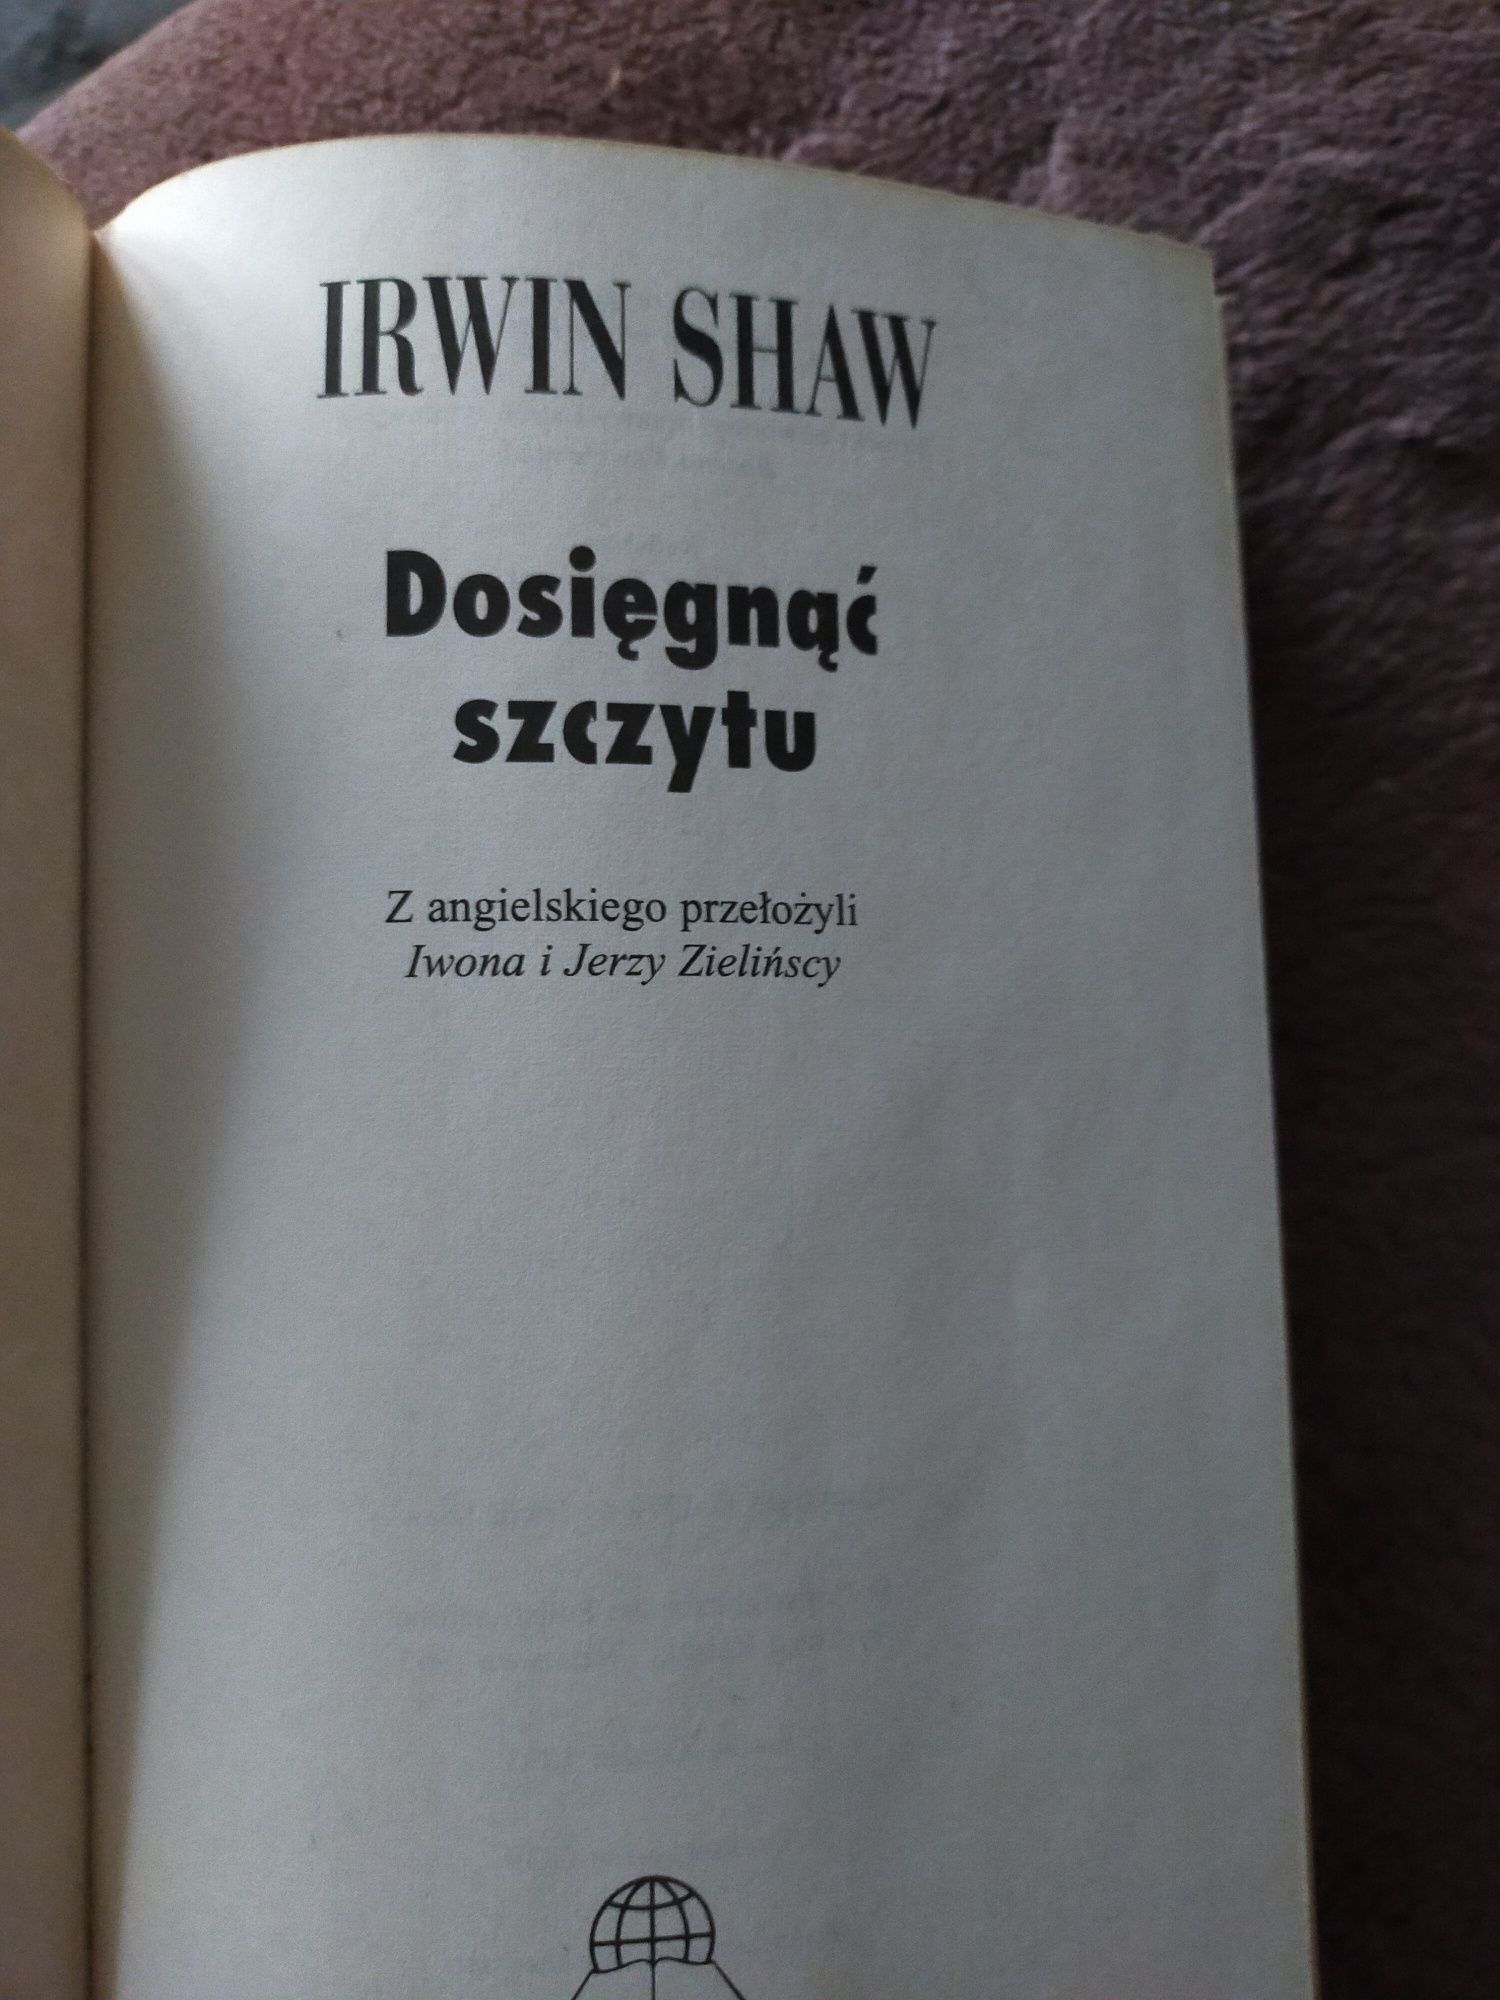 IRWIN SHAW
Dosięgnąć
szczytu
Z angielskiego przełożyli
Iwona i Jerzy Zielińscy